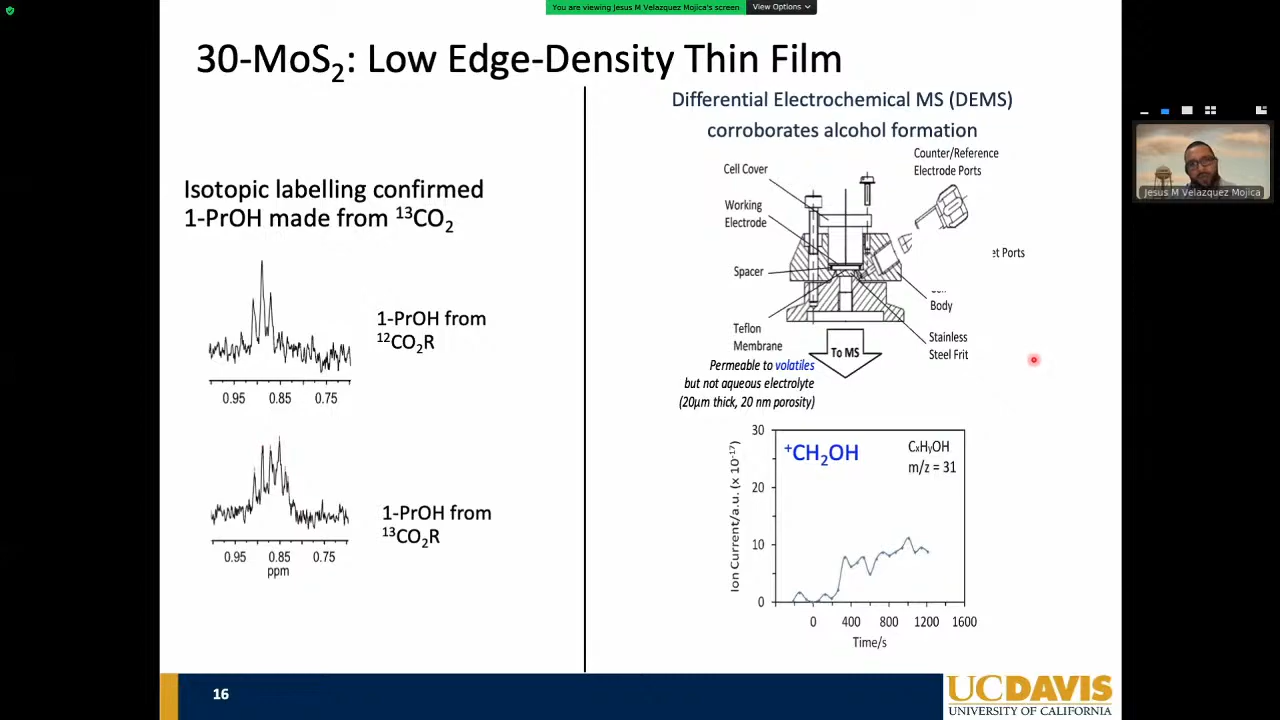 You are viewing Jesus M Velazquez Mojica's screen
View Options
30-MoS₂: Low Edge-Density Thin Film
Isotopic labelling confirmed
1-PrOH made from ¹³CO₂
1-PrOH from
¹²CO₂R
0.95 0.85 0.75
1-PrOH from
¹³CO₂R
0.95 0.85 0.75
ppm
Differential Electrochemical MS (DEMS)
corroborates alcohol formation
Counter/Reference
Electrode Ports
Cell Cover
Working
Electrode
et Ports
Spacer
Body
Teflon
Membrane
Stainless
Steel Frit
To MS
Permeable to volatiles
but not aqueous electrolyte
(20µm thick, 20 nm porosity)
30
20
10
0
Ion Current/a.u. (x 10⁻¹⁷)
⁺CH₂OH
CₓHᵧOH
m/z = 31
0 400 800 1200 1600
Time/s
16
UCDAVIS
UNIVERSITY OF CALIFORNIA
Jesus M Velazquez Mojica